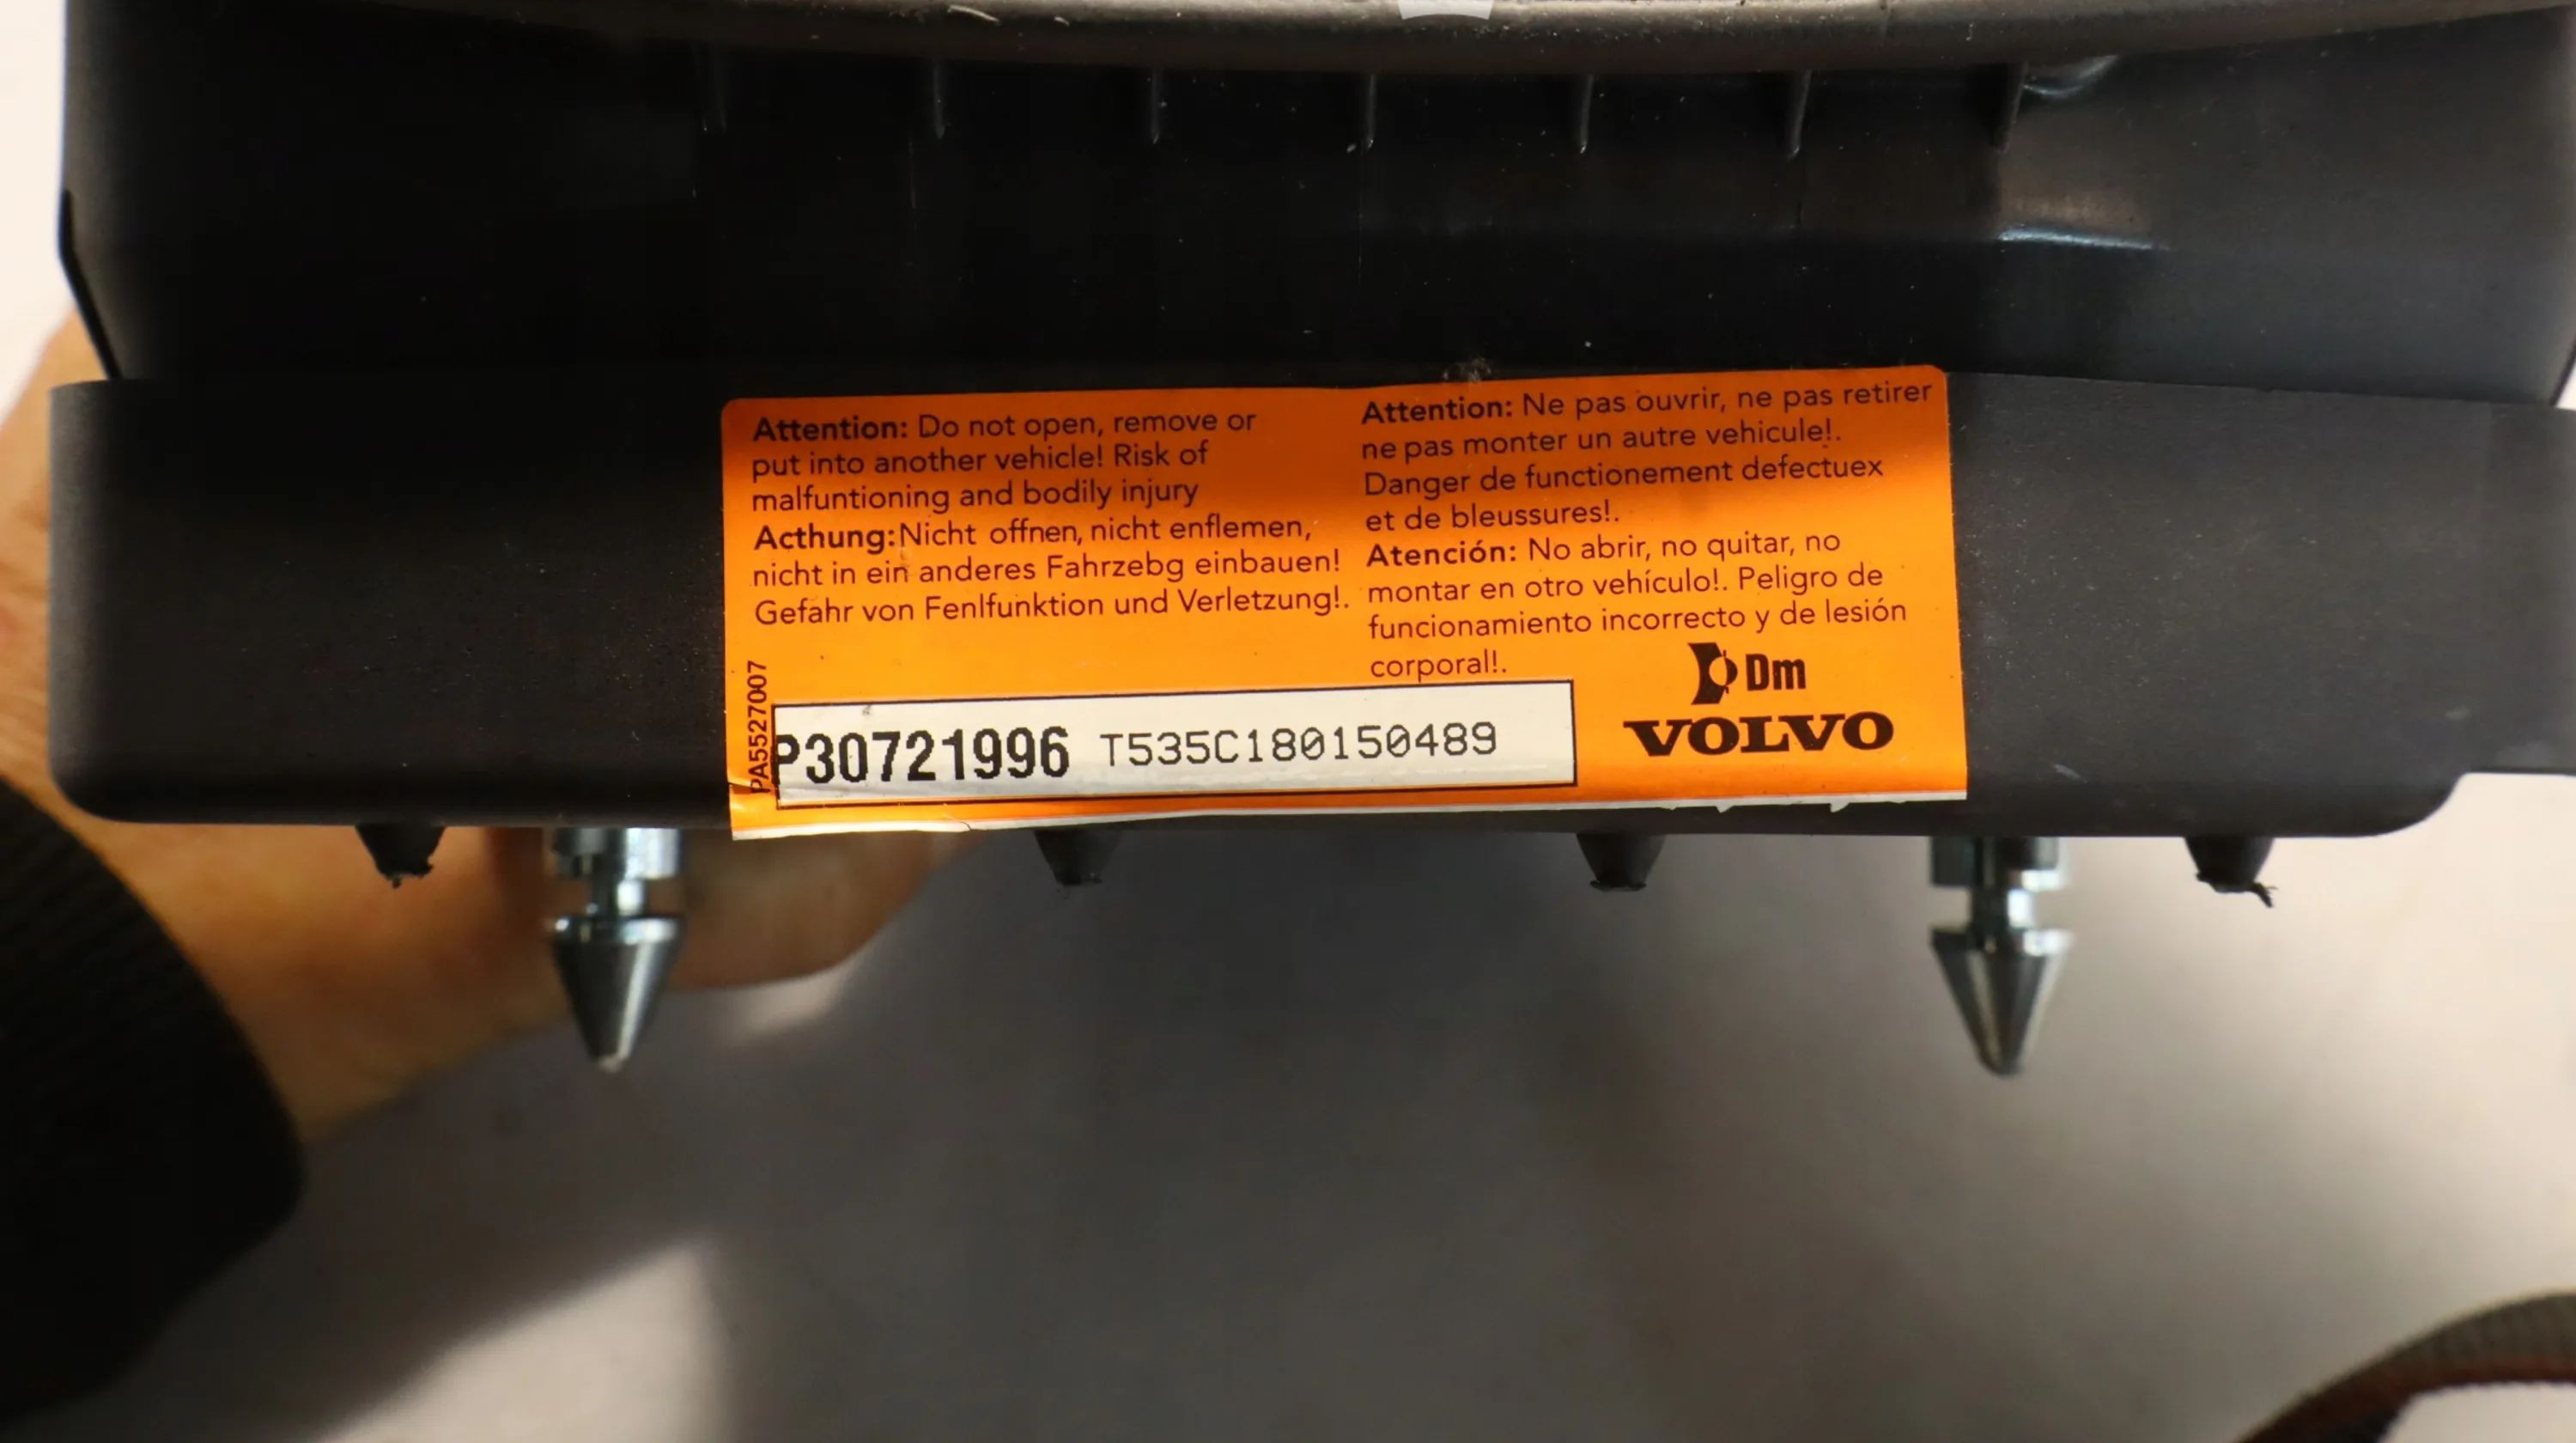 Attention: Do not open, remove or
put into another vehicle! Risk of
malfuntioning and bodily injury
Acthung:Nicht offnen, nicht enflemen,
nicht in ein anderes Fahrzebg einbauen!
Gefahr von Fenlfunktion und Verletzung!.
Attention: Ne pas ouvrir, ne pas retirer
ne pas monter un autre vehicule!.
Danger de functionement defectuex
et de bleussures!.
Atención: No abrir, no quitar, no
montar en otro vehículo!. Peligro de
funcionamiento incorrecto y de lesión
corporal!.
PA5527007
P30721996 T535C180150489
Dm
VOLVO